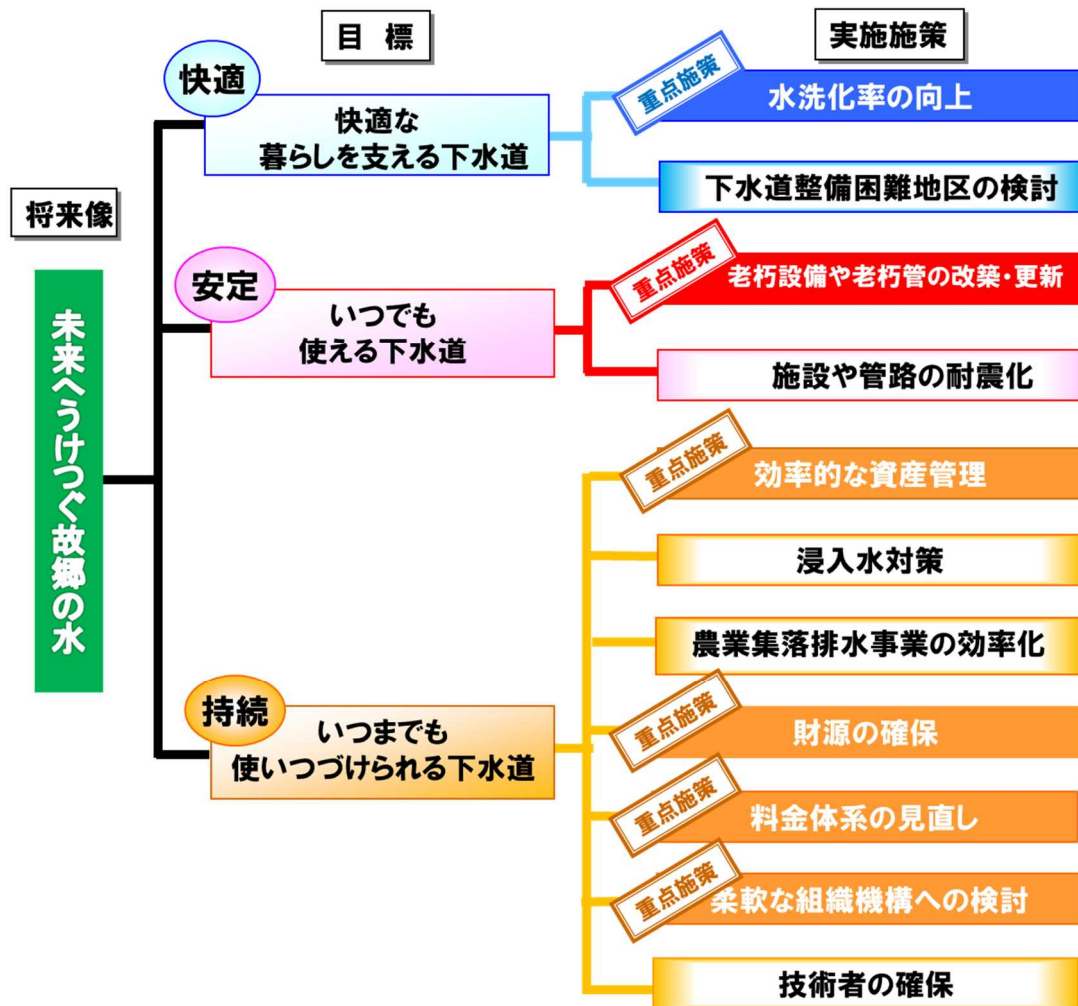 目 標
実施施策
将来像
未来へうけつぐ故郷の水
快適
快適な
暮らしを支える下水道
重点施策
水洗化率の向上
下水道整備困難地区の検討
安定
いつでも
使える下水道
重点施策
老朽設備や老朽管の改築・更新
施設や管路の耐震化
持続
いつまでも
使いつづけられる下水道
重点施策
効率的な資産管理
浸入水対策
農業集落排水事業の効率化
重点施策
財源の確保
重点施策
料金体系の見直し
重点施策
柔軟な組織機構への検討
技術者の確保